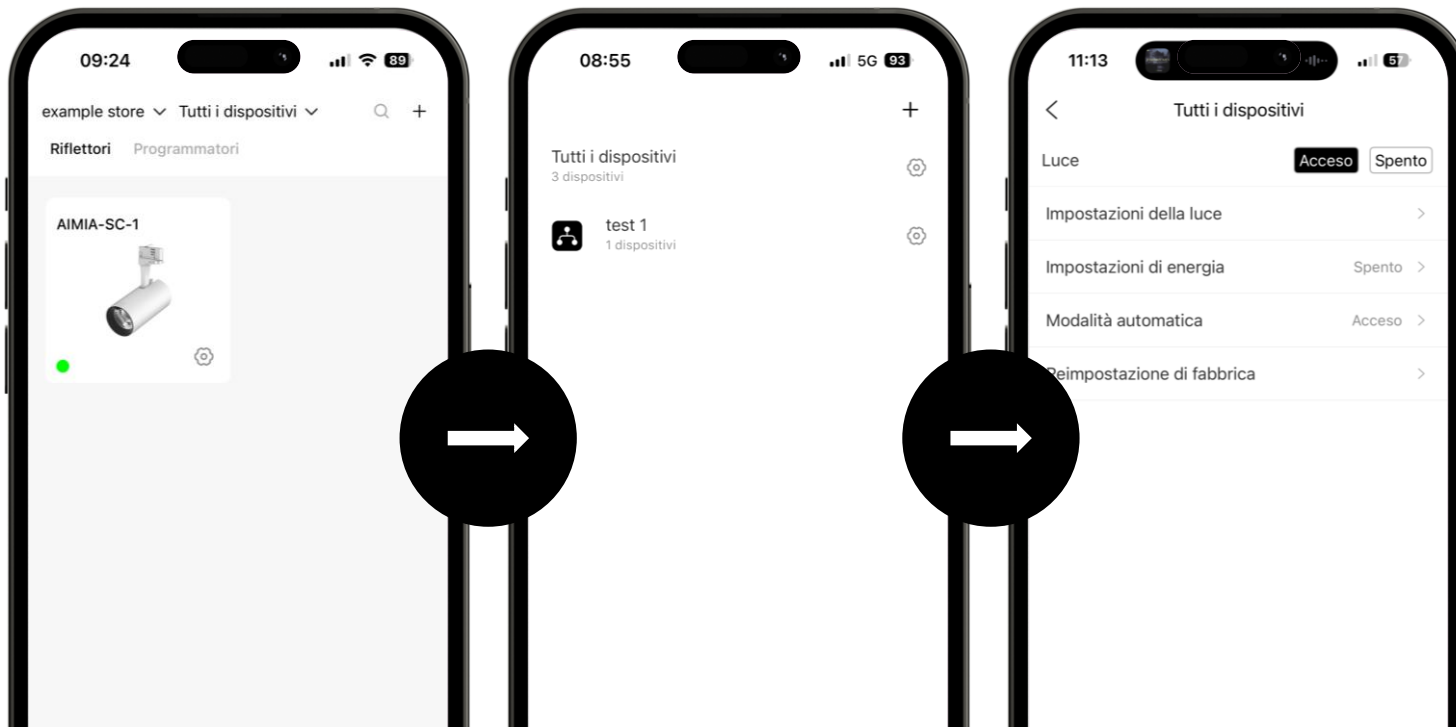 09:24
89
example store Tutti i dispositivi
Riflettori Programmatori
AIMIA-SC-1
08:55
5G 93
Tutti i dispositivi
3 dispositivi
test 1
1 dispositivi
11:13
57
Tutti i dispositivi
Luce Acceso Spento
Impostazioni della luce
Impostazioni di energia Spento
Modalità automatica Acceso
Reimpostazione di fabbrica